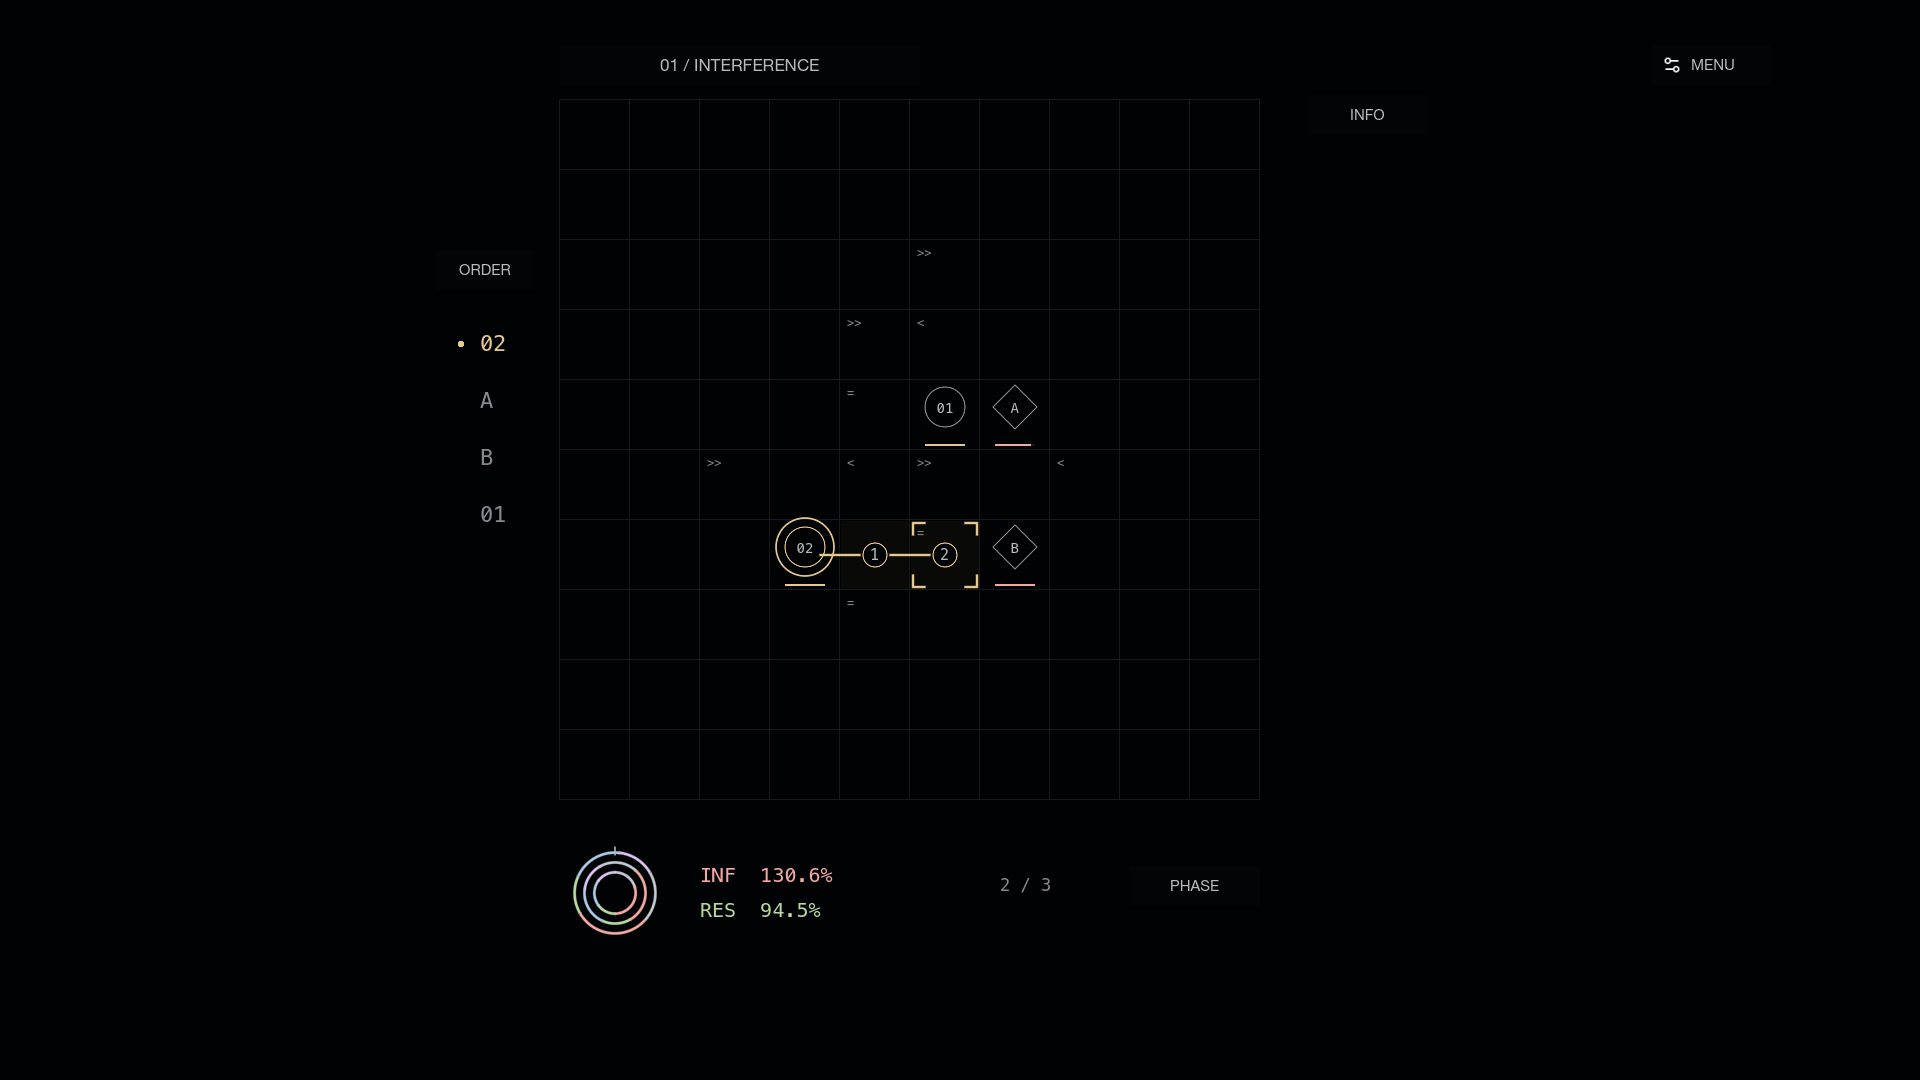 01 / INTERFERENCE
MENU
INFO
>>
ORDER
>> <
02
=
01 A
A
>> < >> <
B
=
01
02 1 2 B
=
INF 130.6%
RES 94.5%
2 / 3
PHASE